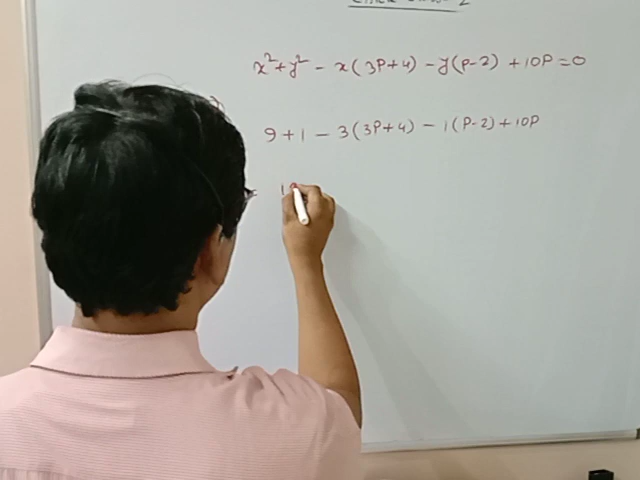 x² + y² - x(3P+4) - y(P-2) + 10P = 0
9 + 1 - 3(3P+4) - 1(P-2) + 10P